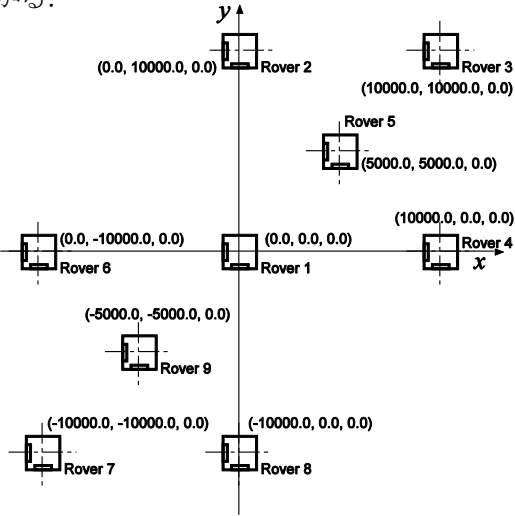 y
(0.0, 10000.0, 0.0) Rover 2
Rover 3
(10000.0, 10000.0, 0.0)
Rover 5
(5000.0, 5000.0, 0.0)
(10000.0, 0.0, 0.0)
(0.0, -10000.0, 0.0)
(0.0, 0.0, 0.0)
Rover 4
Rover 6
Rover 1
x
(-5000.0, -5000.0, 0.0)
Rover 9
(-10000.0, -10000.0, 0.0)
(-10000.0, 0.0, 0.0)
Rover 7
Rover 8